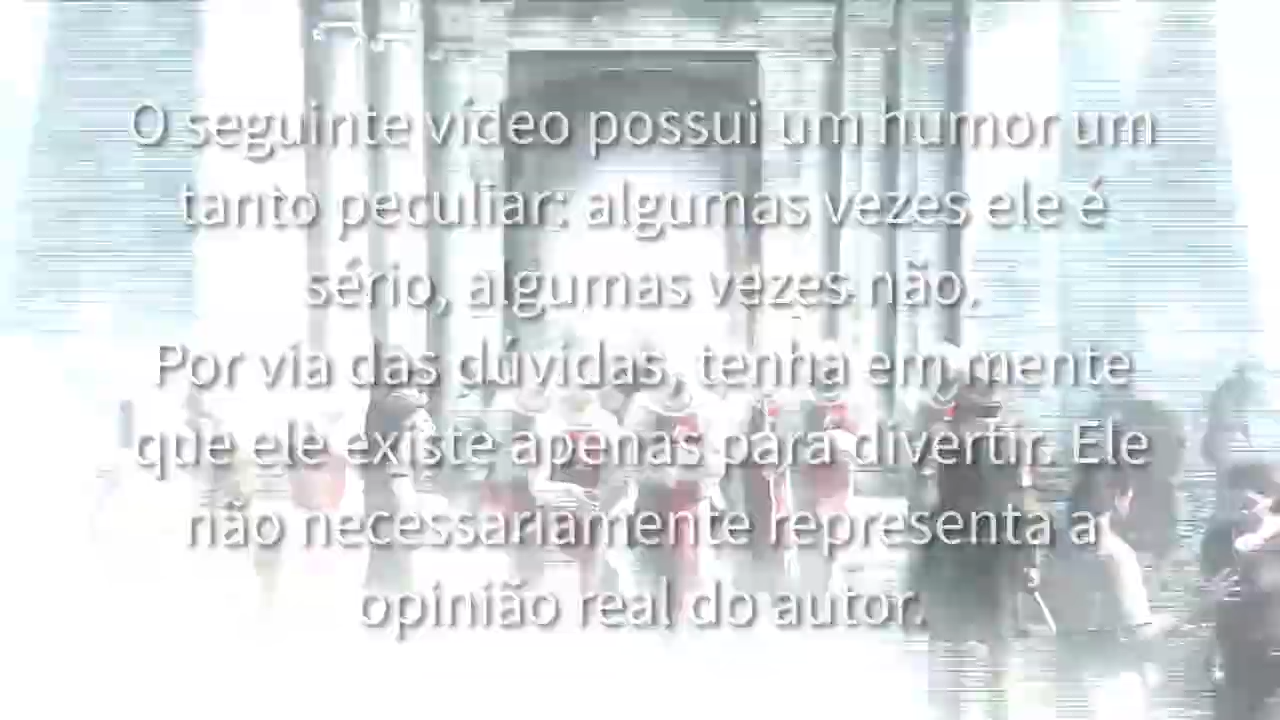 O seguinte vídeo possui um humor um
tanto peculiar: algumas vezes ele é
sério, algumas vezes não.
Por via das dúvidas, tenha em mente
que ele existe apenas para divertir. Ele
não necessariamente representa a
opinião real do autor.